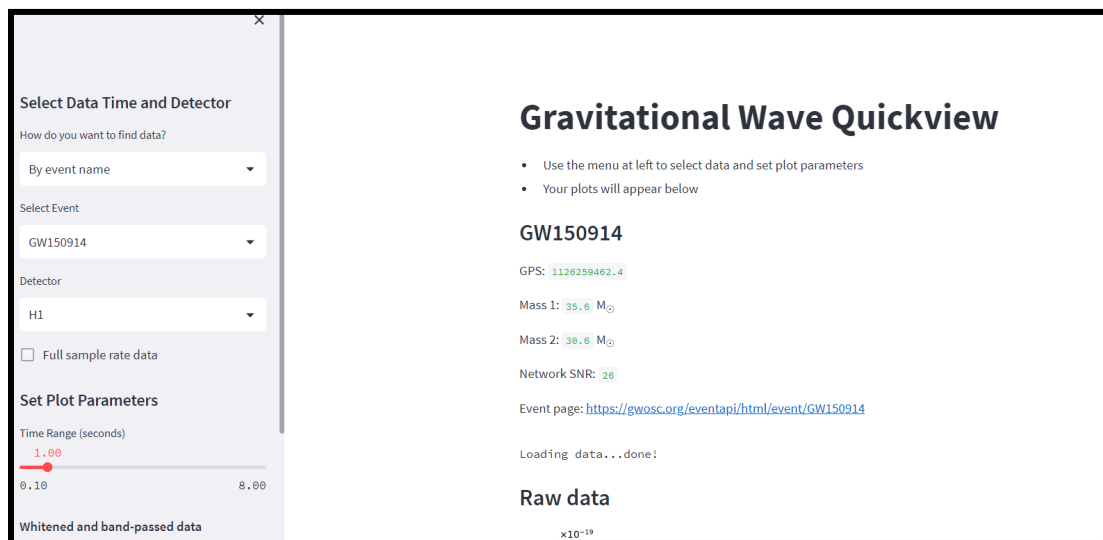 Select Data Time and Detector
How do you want to find data?
By event name
Select Event
GW150914
Detector
H1
Full sample rate data
Set Plot Parameters
Time Range (seconds)
1.00
0.10 8.00
Whitened and band-passed data
Gravitational Wave Quickview
• Use the menu at left to select data and set plot parameters
• Your plots will appear below
GW150914
GPS: 1126259462.4
Mass 1: 35.6 M☉
Mass 2: 30.6 M☉
Network SNR: 26
Event page: https://gwosc.org/eventapi/html/event/GW150914
Loading data...done!
Raw data
×10⁻¹⁹